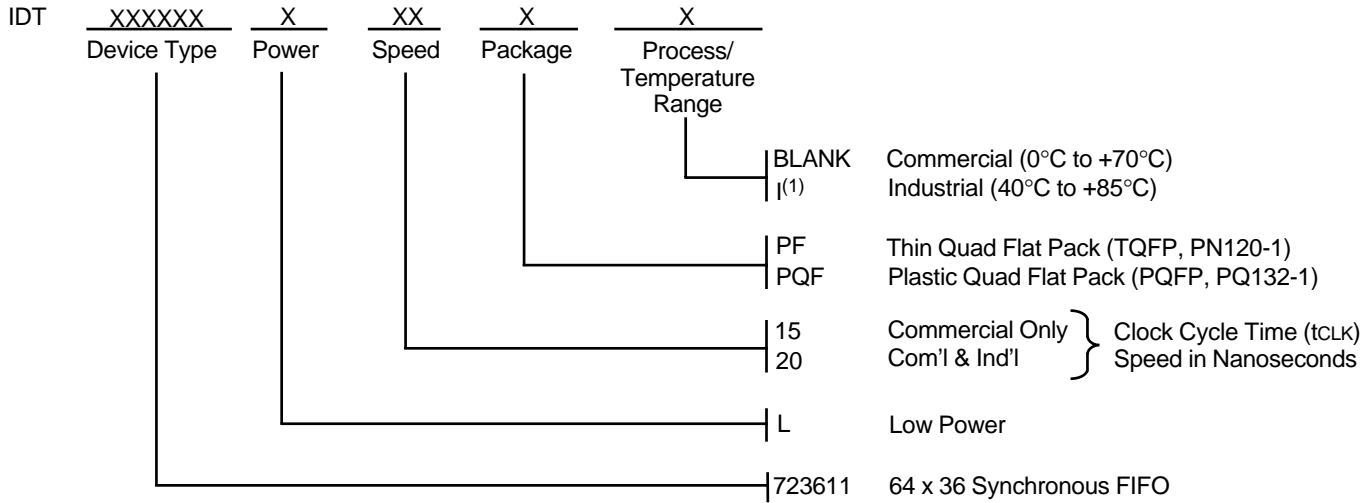 IDT XXXXXX X XX X X
Device Type Power Speed Package Process/
Temperature
Range
BLANK Commercial (0°C to +70°C)
I(1) Industrial (40°C to +85°C)
PF Thin Quad Flat Pack (TQFP, PN120-1)
PQF Plastic Quad Flat Pack (PQFP, PQ132-1)
15 Commercial Only Clock Cycle Time (tCLK)
20 Com'l & Ind'l Speed in Nanoseconds
L Low Power
723611 64 x 36 Synchronous FIFO